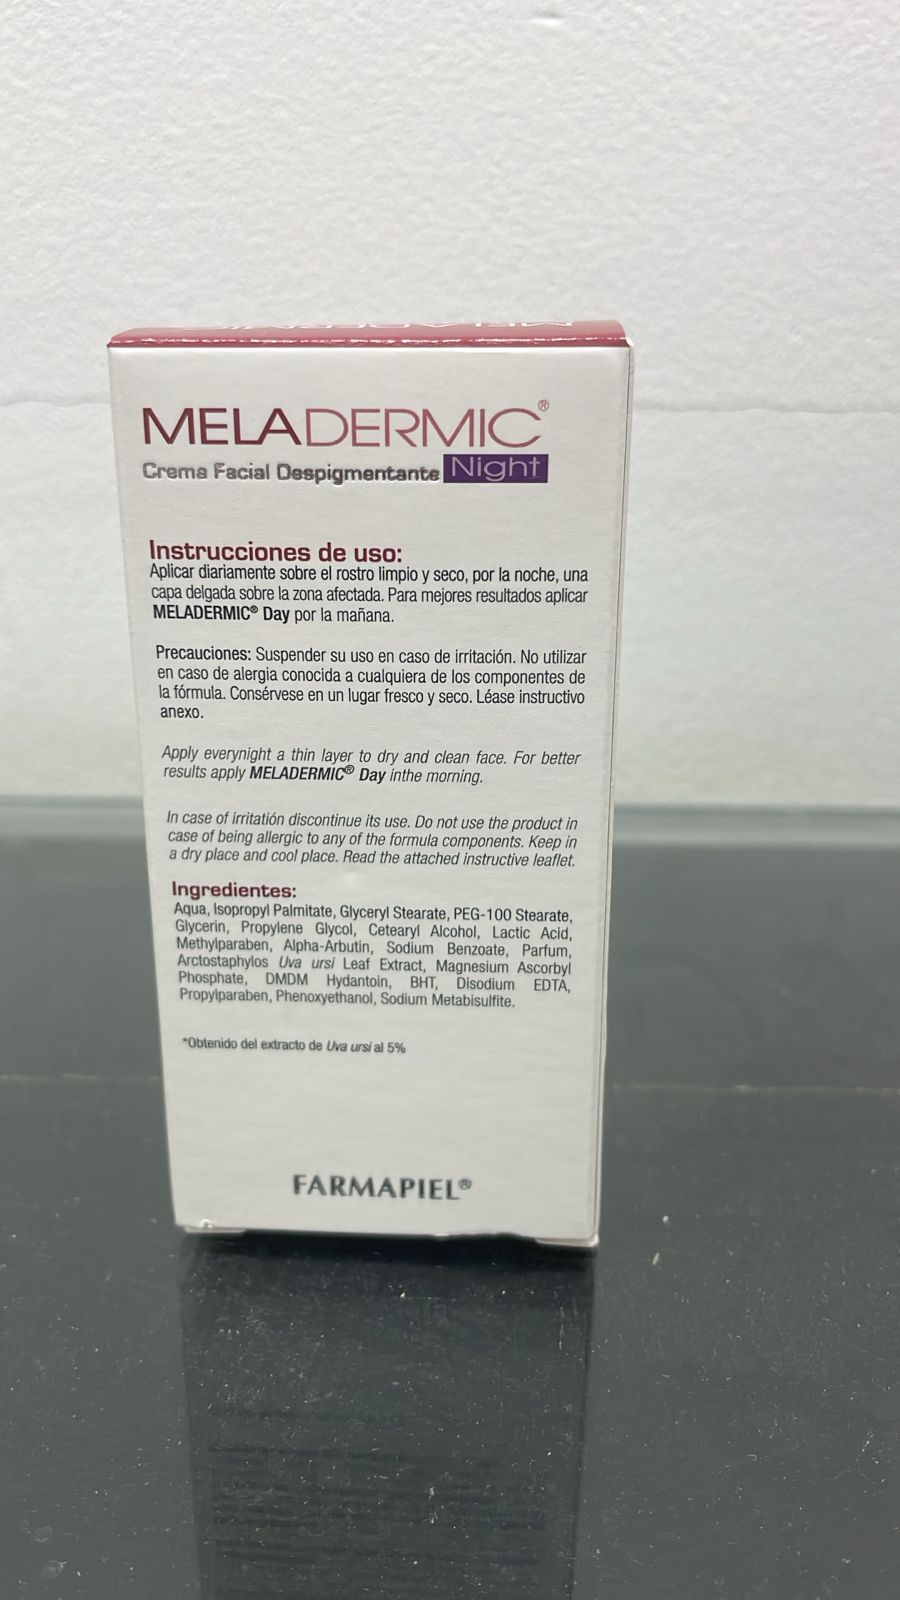 MELADERMIC®
Crema Facial Despigmentante Night
Instrucciones de uso:
Aplicar diariamente sobre el rostro limpio y seco, por la noche, una
capa delgada sobre la zona afectada. Para mejores resultados aplicar
MELADERMIC® Day por la mañana.
Precauciones: Suspender su uso en caso de irritación. No utilizar
en caso de alergia conocida a cualquiera de los componentes de
la fórmula. Consérvese en un lugar fresco y seco. Léase instructivo
anexo.
Apply everynight a thin layer to dry and clean face. For better
results apply MELADERMIC® Day inthe morning.
In case of irritatión discontinue its use. Do not use the product in
case of being allergic to any of the formula components. Keep in
a dry place and cool place. Read the attached instructive leaflet.
Ingredientes:
Aqua, Isopropyl Palmitate, Glyceryl Stearate, PEG-100 Stearate,
Glycerin, Propylene Glycol, Cetearyl Alcohol, Lactic Acid,
Methylparaben, Alpha-Arbutin, Sodium Benzoate, Parfum,
Arctostaphylos Uva ursi Leaf Extract, Magnesium Ascorbyl
Phosphate, DMDM Hydantoin, BHT, Disodium EDTA,
Propylparaben, Phenoxyethanol, Sodium Metabisulfite.
*Obtenido del extracto de Uva ursi al 5%
FARMAPIEL®